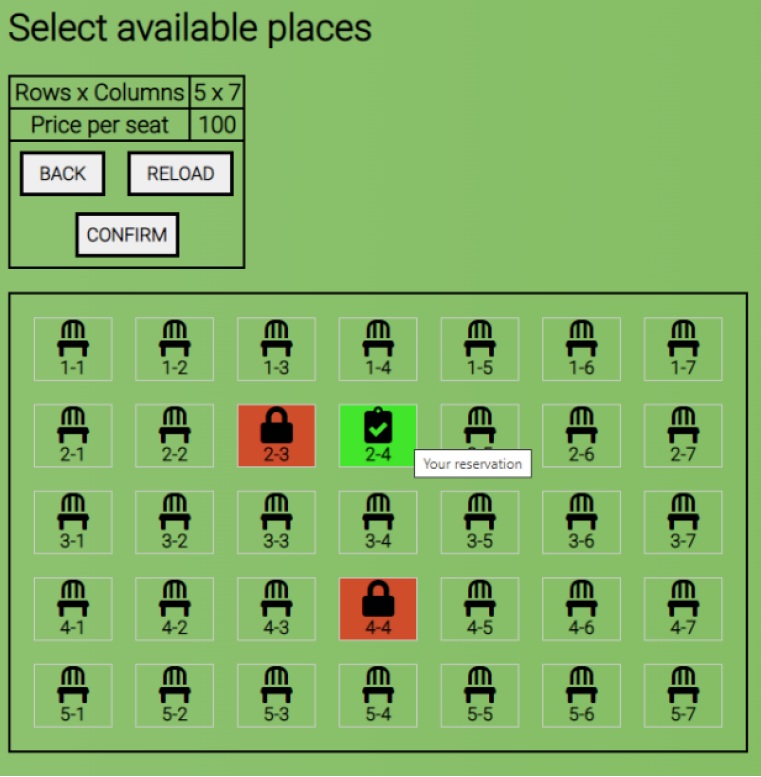 Select available places
Rows x Columns 5 x 7
Price per seat 100
BACK RELOAD
CONFIRM
1-1 1-2 1-3 1-4 1-5 1-6 1-7
2-1 2-2 2-3 2-4 2-6 2-7
Your reservation
3-1 3-2 3-3 3-4 3-5 3-6 3-7
4-1 4-2 4-3 4-4 4-5 4-6 4-7
5-1 5-2 5-3 5-4 5-5 5-6 5-7